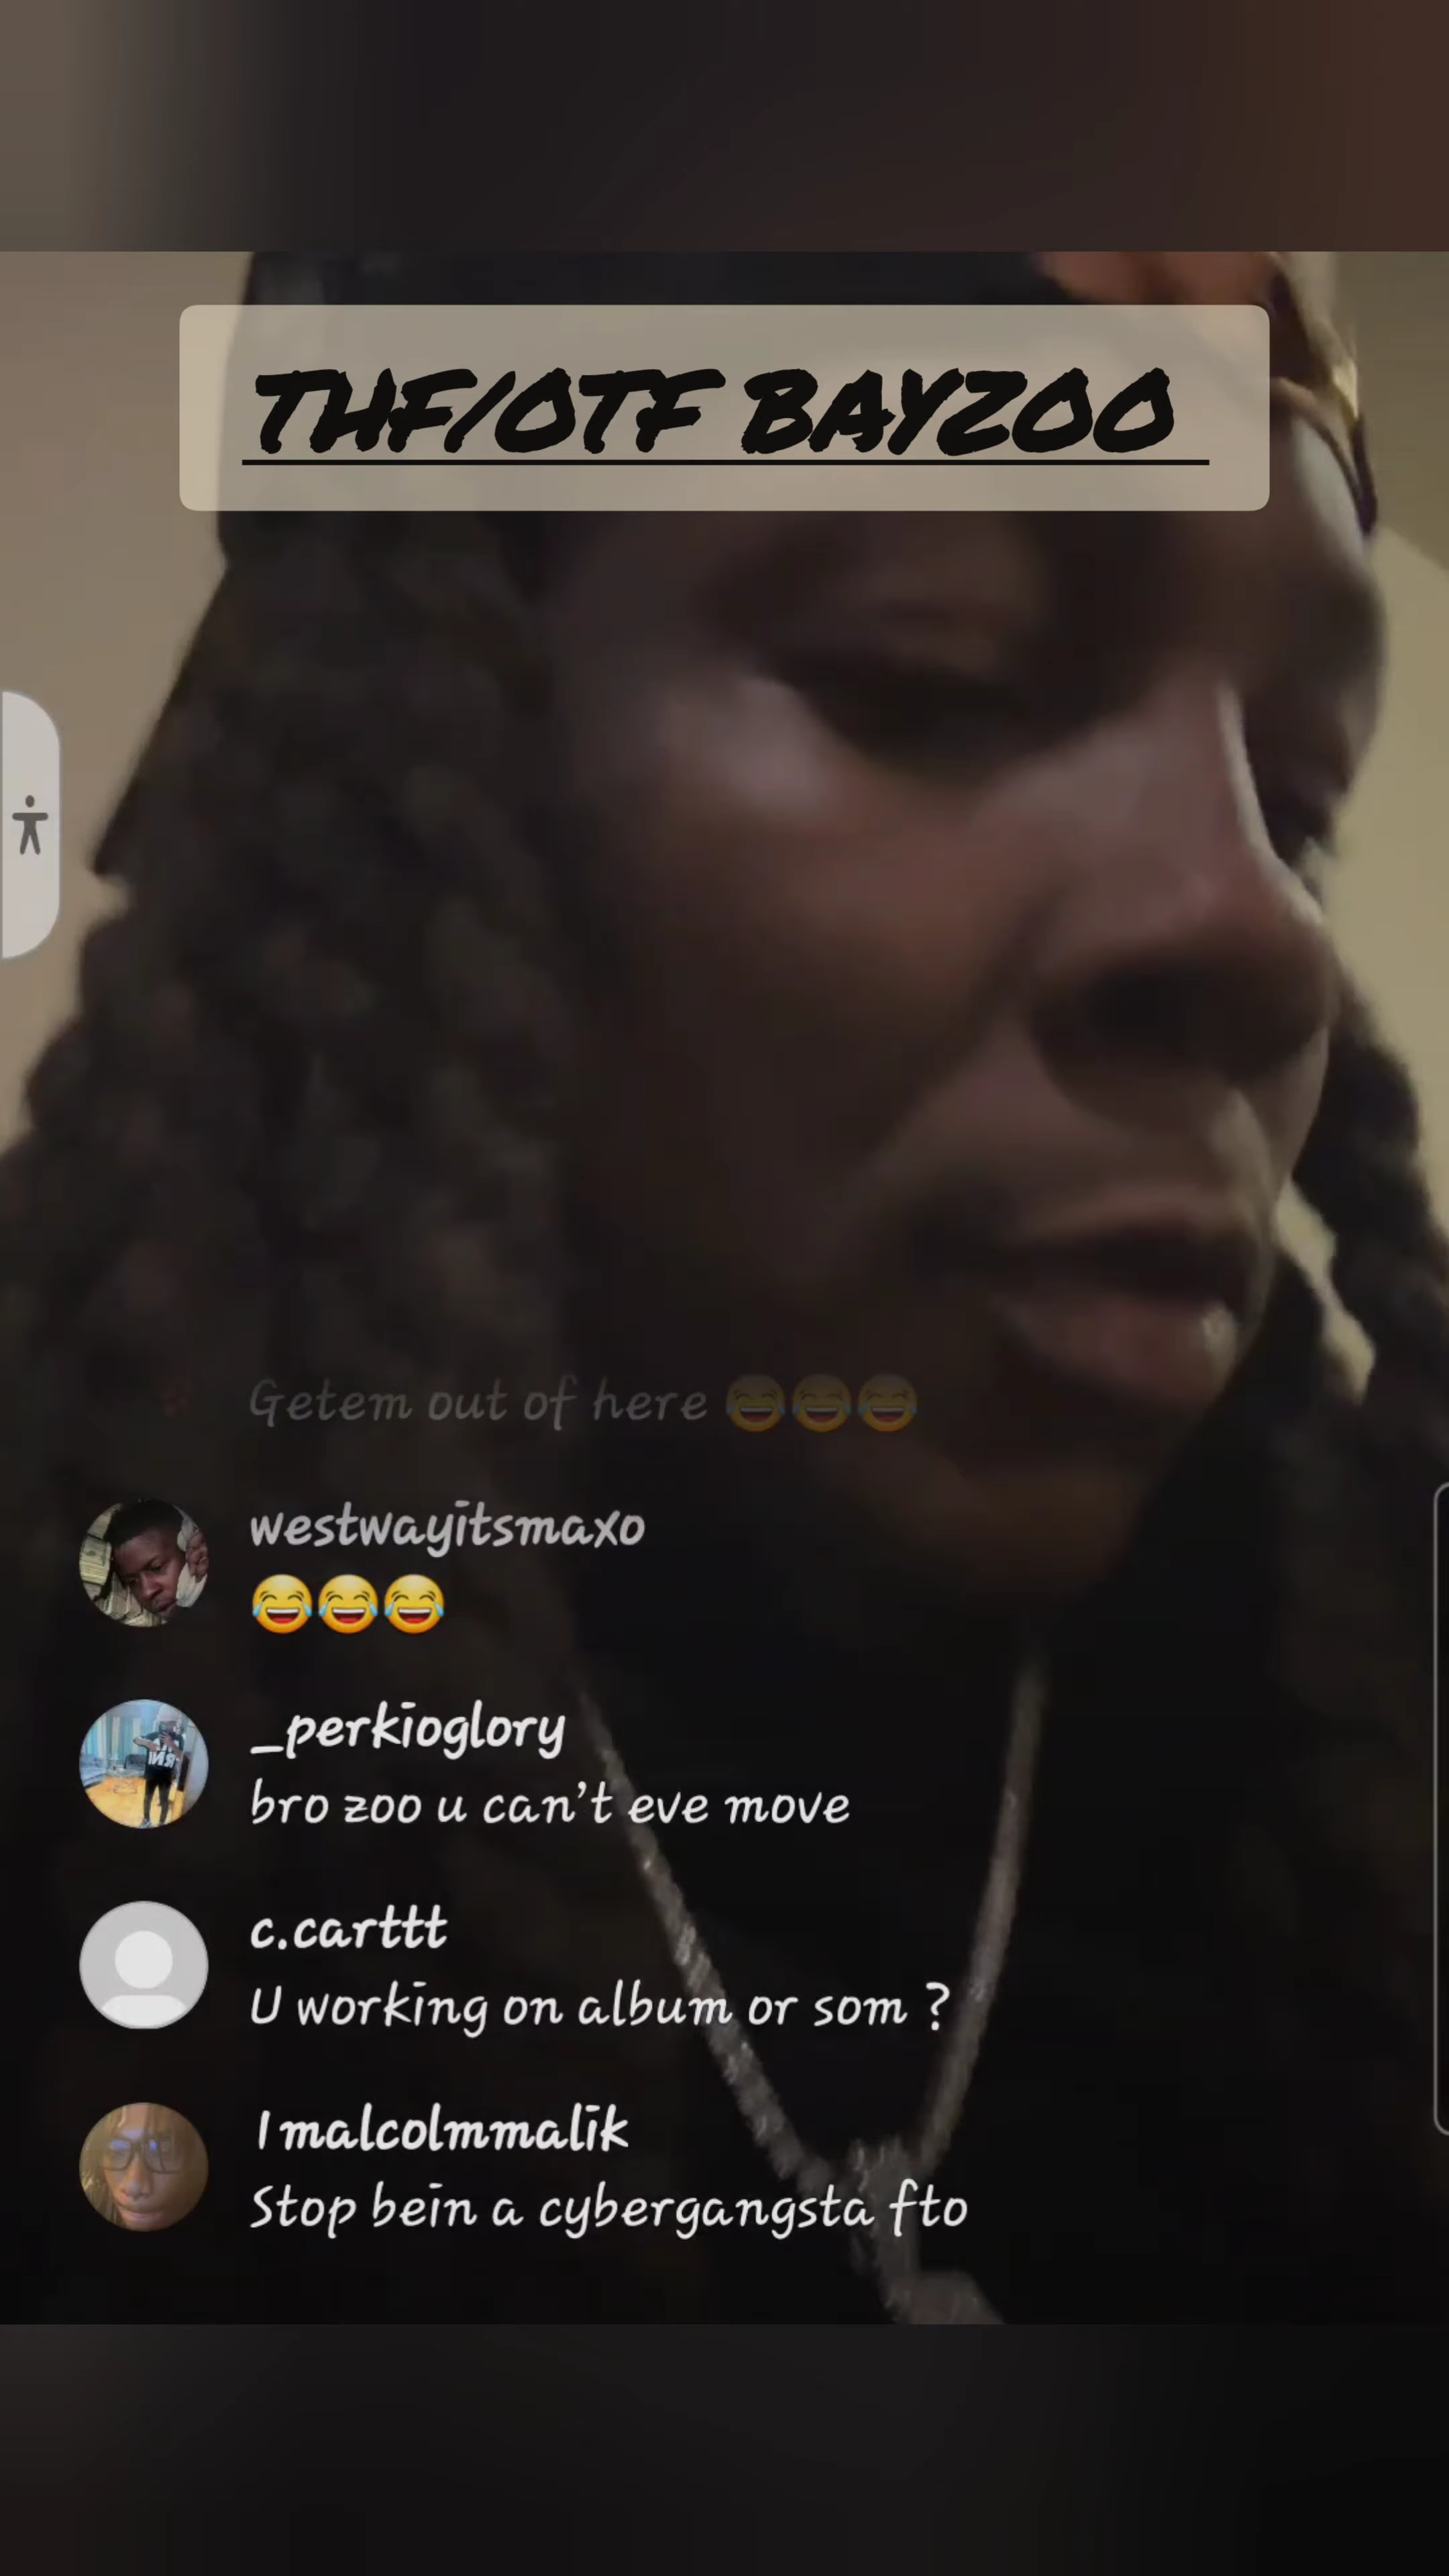 THF/OTF BAYZOO
Getem out of here 😂😂😂
westwayitsmaxo
😂😂😂
_perkioglory
bro zoo u can’t eve move
c.carttt
U working on album or som ?
1malcolmmalik
Stop bein a cybergangsta fto